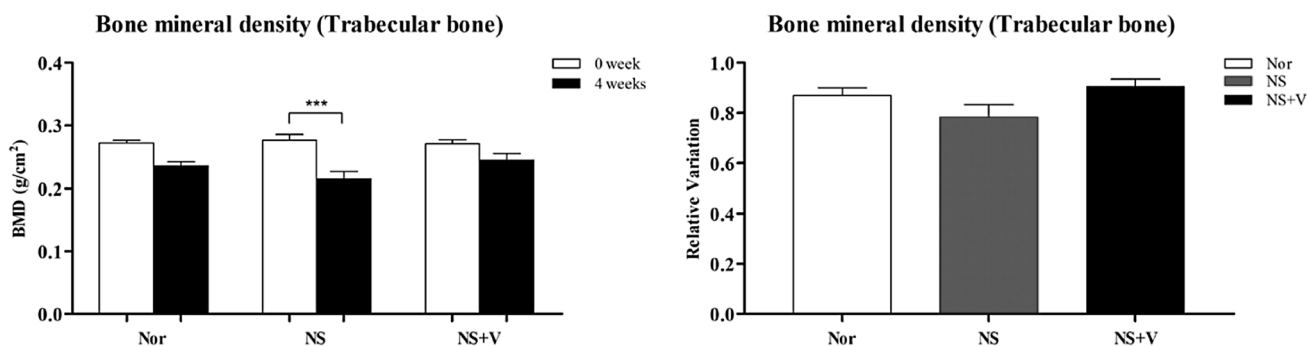 Bone mineral density (Trabecular bone)
0 week
4 weeks
BMD (g/cm²)
0.4
0.3
0.2
0.1
0.0
***
Nor
NS
NS+V
Bone mineral density (Trabecular bone)
Nor
NS
NS+V
Relative Variation
1.0
0.8
0.6
0.4
0.2
0.0
Nor
NS
NS+V